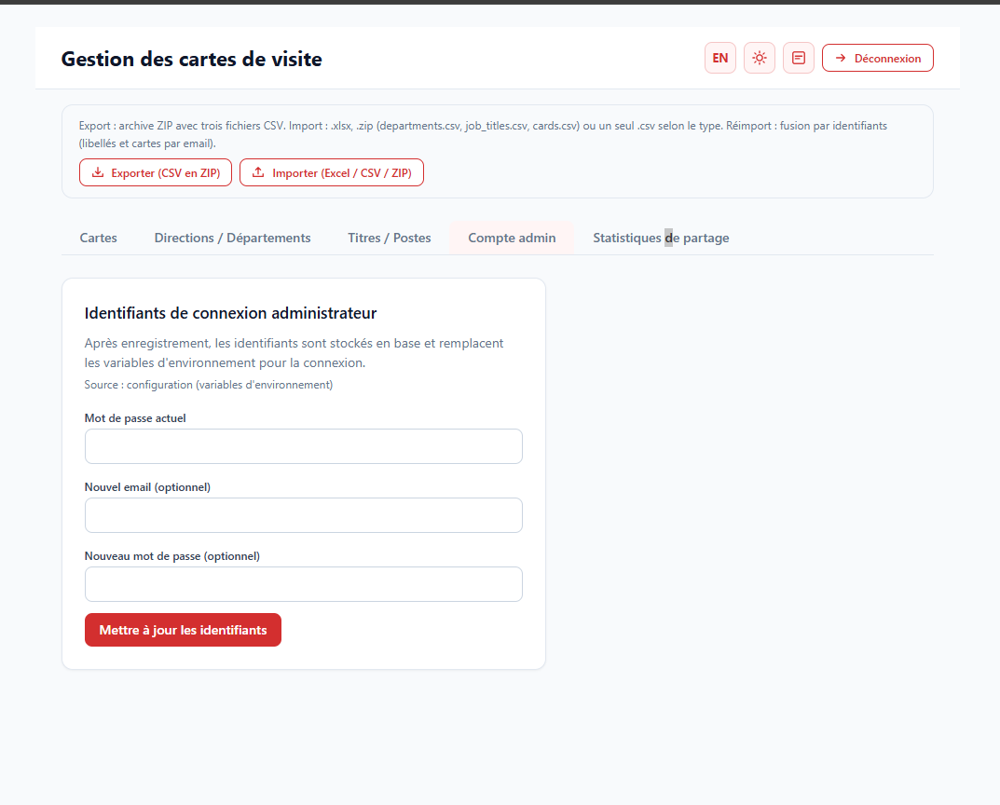 Gestion des cartes de visite
EN
Déconnexion
Export : archive ZIP avec trois fichiers CSV. Import : .xlsx, .zip (departments.csv, job_titles.csv, cards.csv) ou un seul .csv selon le type. Réimport : fusion par identifiants
(libellés et cartes par email).
Exporter (CSV en ZIP)
Importer (Excel / CSV / ZIP)
Cartes
Directions / Départements
Titres / Postes
Compte admin
Statistiques de partage
Identifiants de connexion administrateur
Après enregistrement, les identifiants sont stockés en base et remplacent
les variables d'environnement pour la connexion.
Source : configuration (variables d'environnement)
Mot de passe actuel
Nouvel email (optionnel)
Nouveau mot de passe (optionnel)
Mettre à jour les identifiants